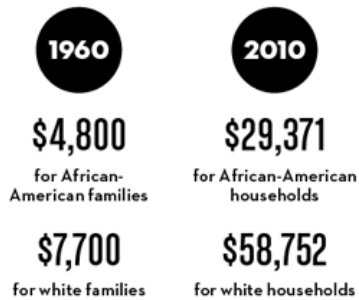 1960
$4,800
for African-
American families
$7,700
for white families
2010
$29,371
for African-American
households
$58,752
for white households